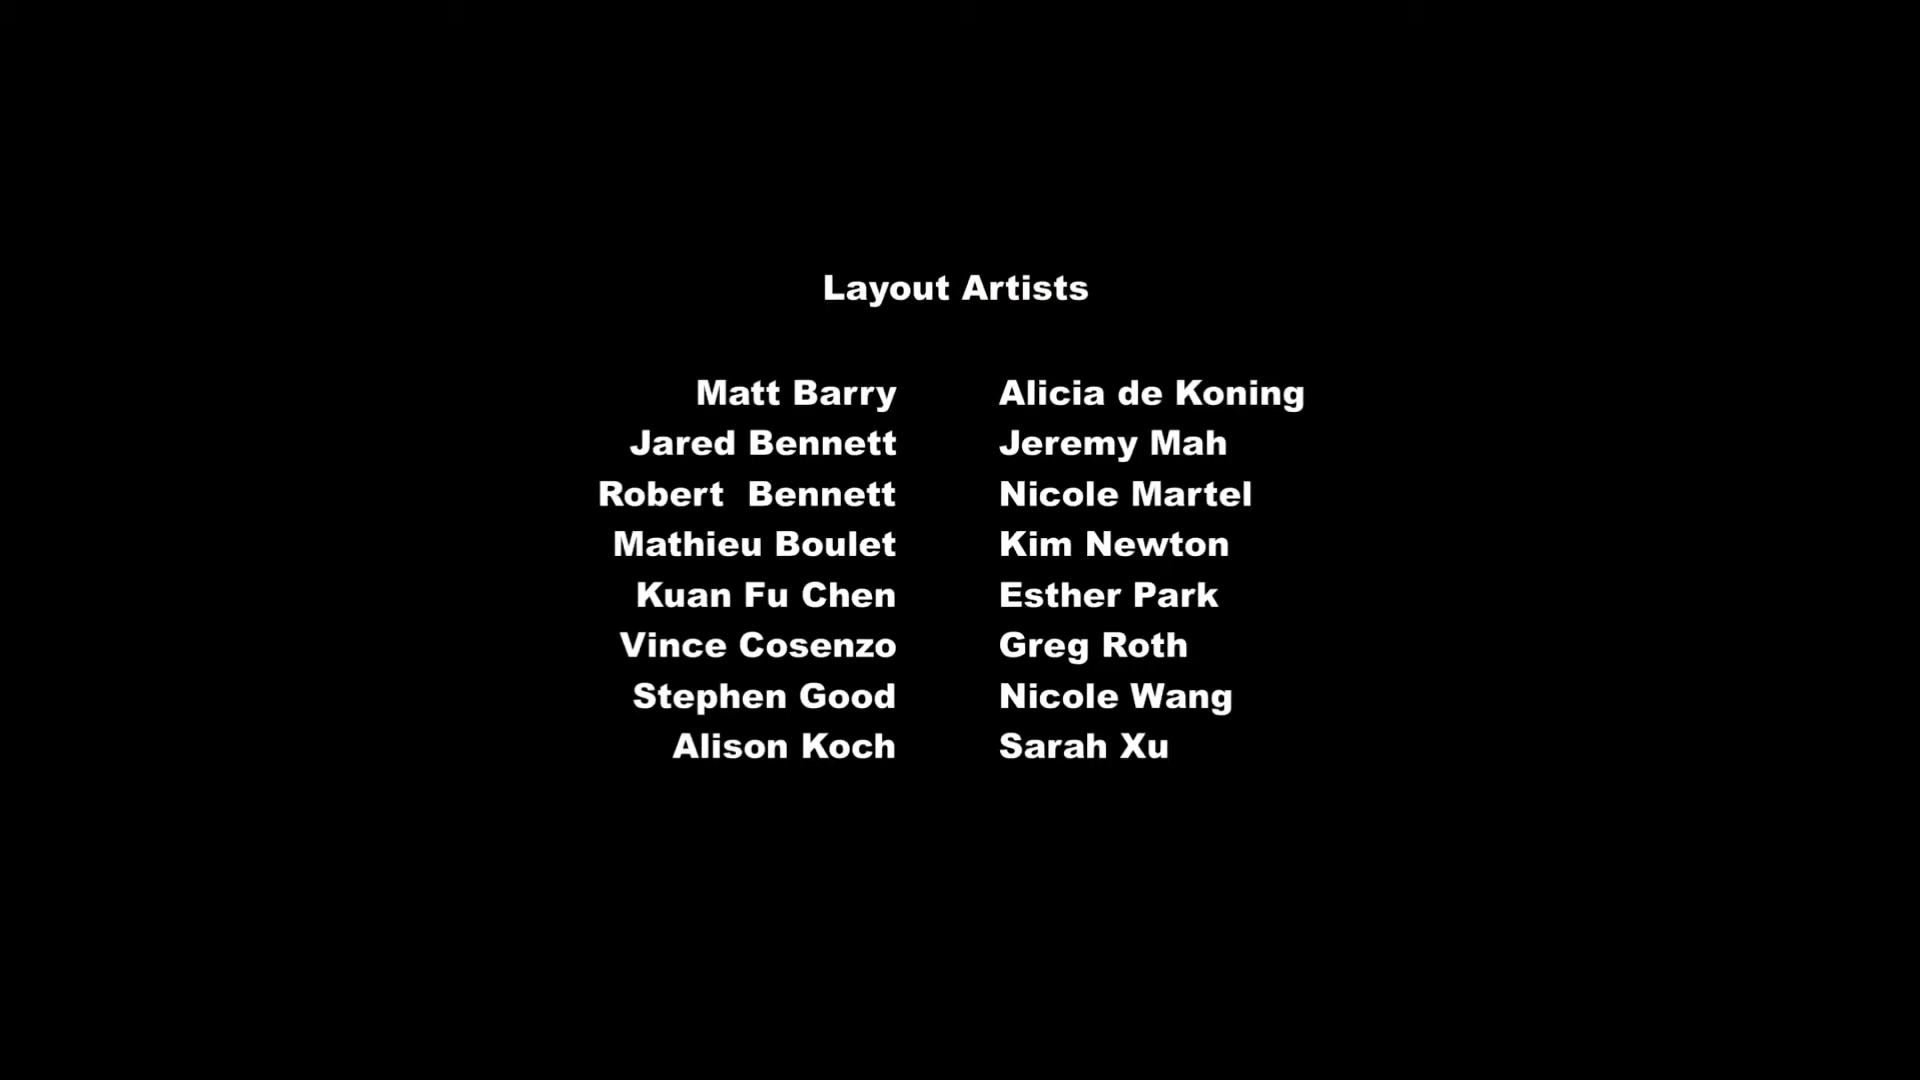 Layout Artists
Matt Barry Alicia de Koning
Jared Bennett Jeremy Mah
Robert  Bennett Nicole Martel
Mathieu Boulet Kim Newton
Kuan Fu Chen Esther Park
Vince Cosenzo Greg Roth
Stephen Good Nicole Wang
Alison Koch Sarah Xu